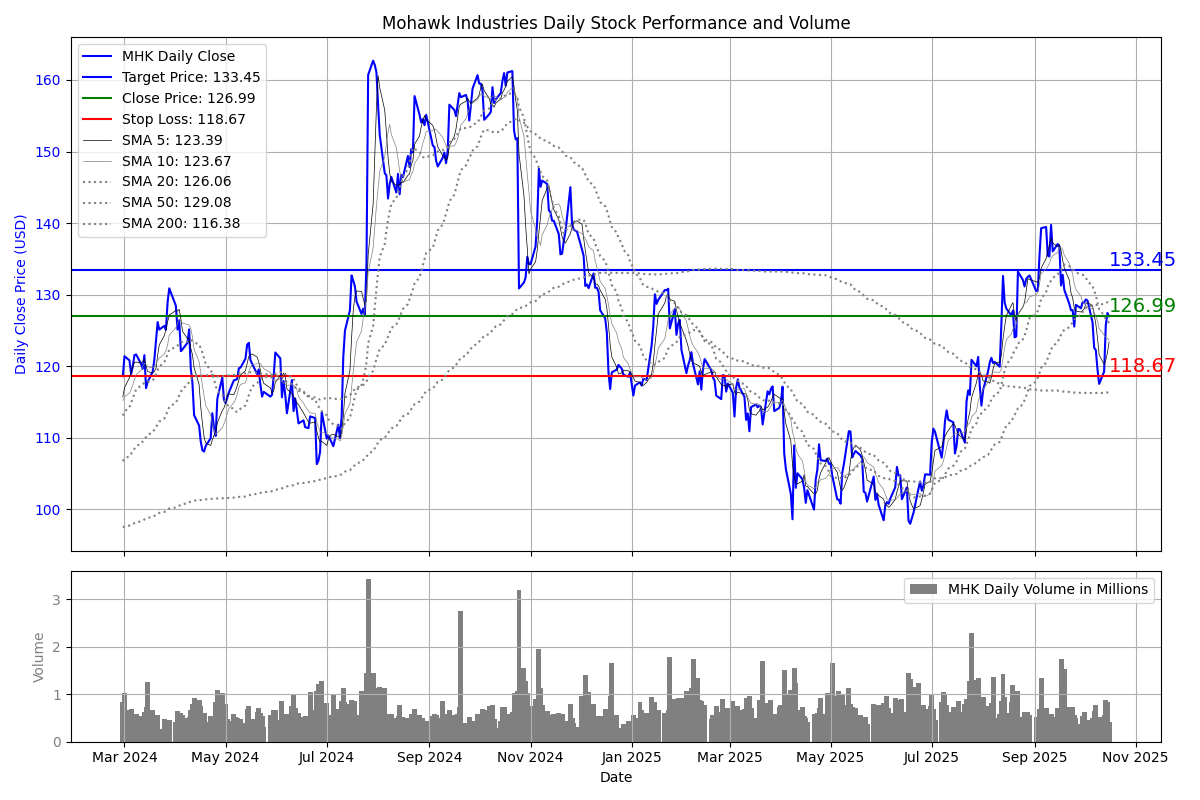 Mohawk Industries Daily Stock Performance and Volume
MHK Daily Close
Target Price: 133.45
Close Price: 126.99
Stop Loss: 118.67
SMA 5: 123.39
SMA 10: 123.67
SMA 20: 126.06
SMA 50: 129.08
SMA 200: 116.38
Daily Close Price (USD)
160
150
140
130
120
110
100
133.45
126.99
118.67
MHK Daily Volume in Millions
Volume
3
2
1
0
Mar 2024 May 2024 Jul 2024 Sep 2024 Nov 2024 Jan 2025 Mar 2025 May 2025 Jul 2025 Sep 2025 Nov 2025
Date